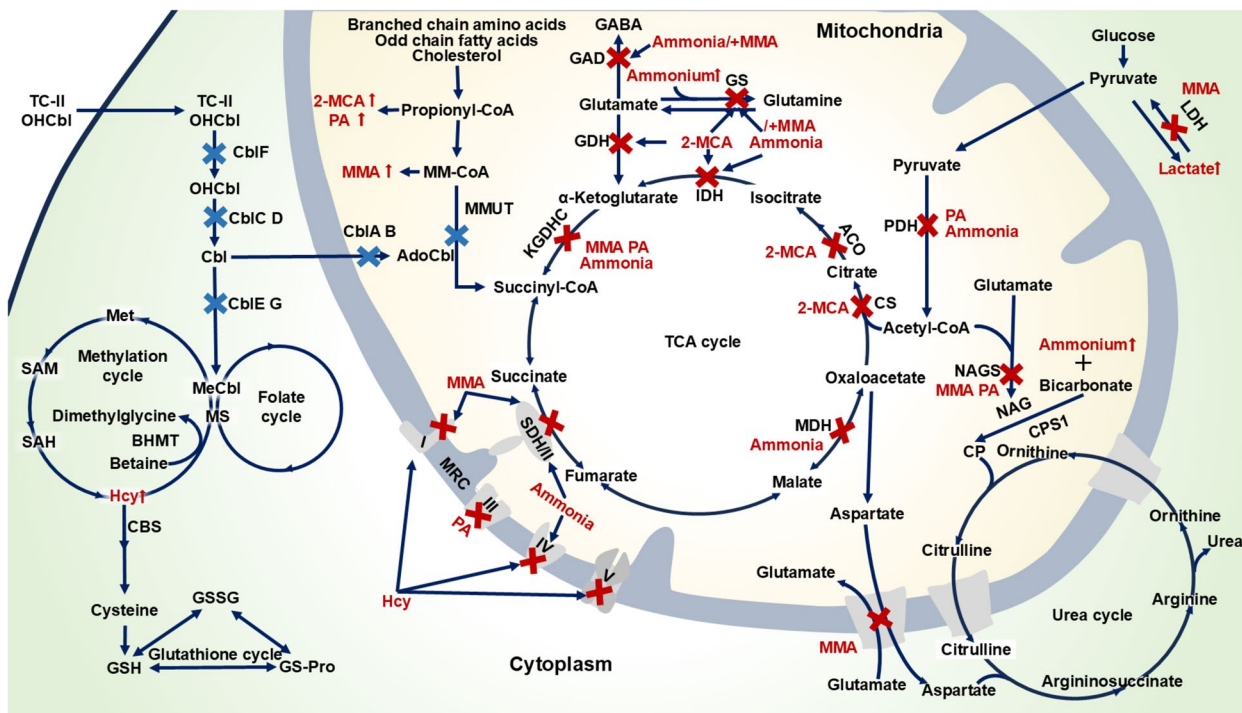 Branched chain amino acids
Odd chain fatty acids
Cholesterol
GABA
GAD
Ammonia/+MMA
Mitochondria
Glucose
Pyruvate
MMA
LDH
Lactate↑
TC-II
OHCbl
TC-II
OHCbl
CblF
OHCbl
CblC D
Cbl
CblE G
CblA B
AdoCbl
2-MCA↑
PA ↑
Propionyl-CoA
MMA↑
MM-CoA
MMUT
Succinyl-CoA
Ammonium↑
GS
Glutamate
Glutamine
GDH
2-MCA
/+MMA
Ammonia
IDH
α-Ketoglutarate
Isocitrate
KGDHC
MMA PA
Ammonia
ACO
2-MCA
Citrate
2-MCA
CS
TCA cycle
Pyruvate
PDH
PA
Ammonia
Acetyl-CoA
Glutamate
Ammonium↑
+
Bicarbonate
NAGS
MMA PA
NAG
CPS1
CP
Ornithine
Oxaloacetate
MDH
Ammonia
Malate
Fumarate
Succinate
MMA
SDH/II
I
MRC
III
PA
IV
V
Ammonia
Hcy
Met
SAM
Methylation
cycle
MeCbl
MS
Folate
cycle
Dimethylglycine
BHMT
Betaine
SAH
Hcy↑
CBS
Cysteine
GSSG
Glutathione cycle
GSH
GS-Pro
Cytoplasm
Aspartate
Glutamate
MMA
Glutamate
Aspartate
Citrulline
Citrulline
Ornithine
Urea
Arginine
Urea cycle
Argininosuccinate